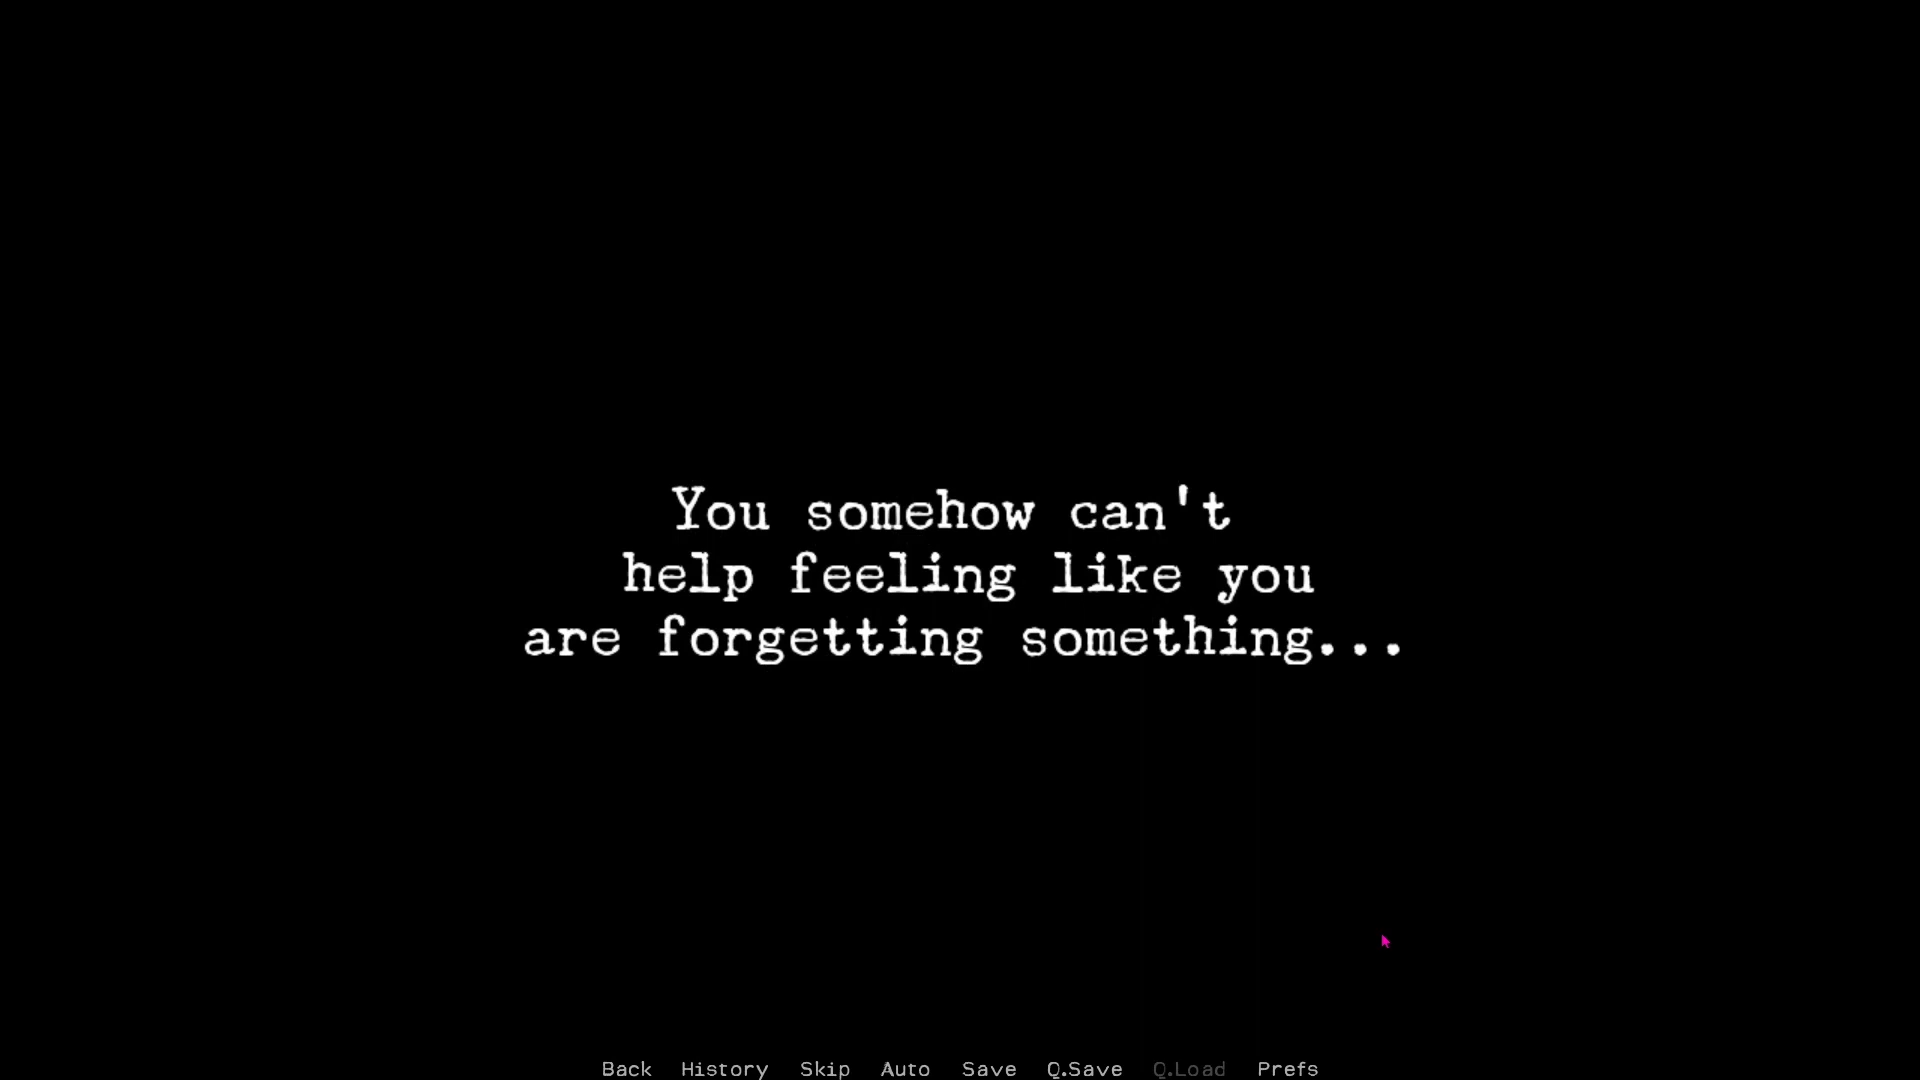 You somehow can't
help feeling like you
are forgetting something...
Back History Skip Auto Save Q.Save Q.Load Prefs